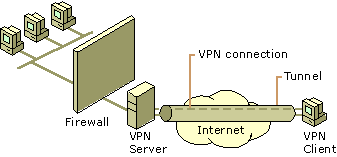 VPN connection
Tunnel
Firewall
VPN
Server
Internet
VPN
Client